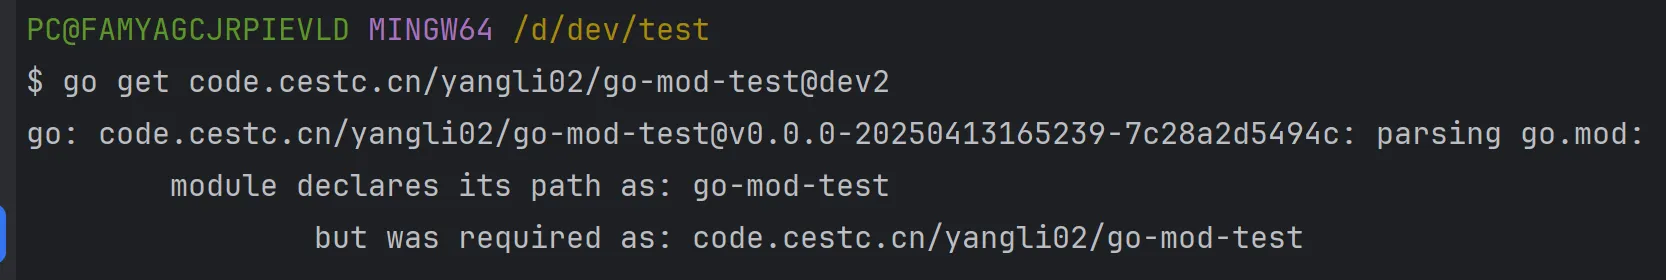 PC@FAMYAGCJRPIEVLD MINGW64 /d/dev/test
$ go get code.cestc.cn/yangli02/go-mod-test@dev2
go: code.cestc.cn/yangli02/go-mod-test@v0.0.0-20250413165239-7c28a2d5494c: parsing go.mod:
module declares its path as: go-mod-test
but was required as: code.cestc.cn/yangli02/go-mod-test